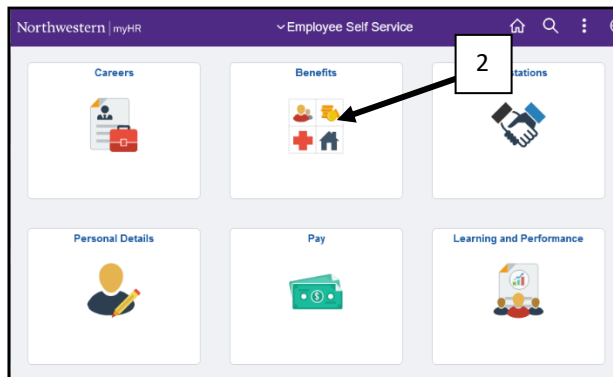 Northwestern | myHR
Employee Self Service
Careers
Benefits
2
Personal Details
Pay
Learning and Performance